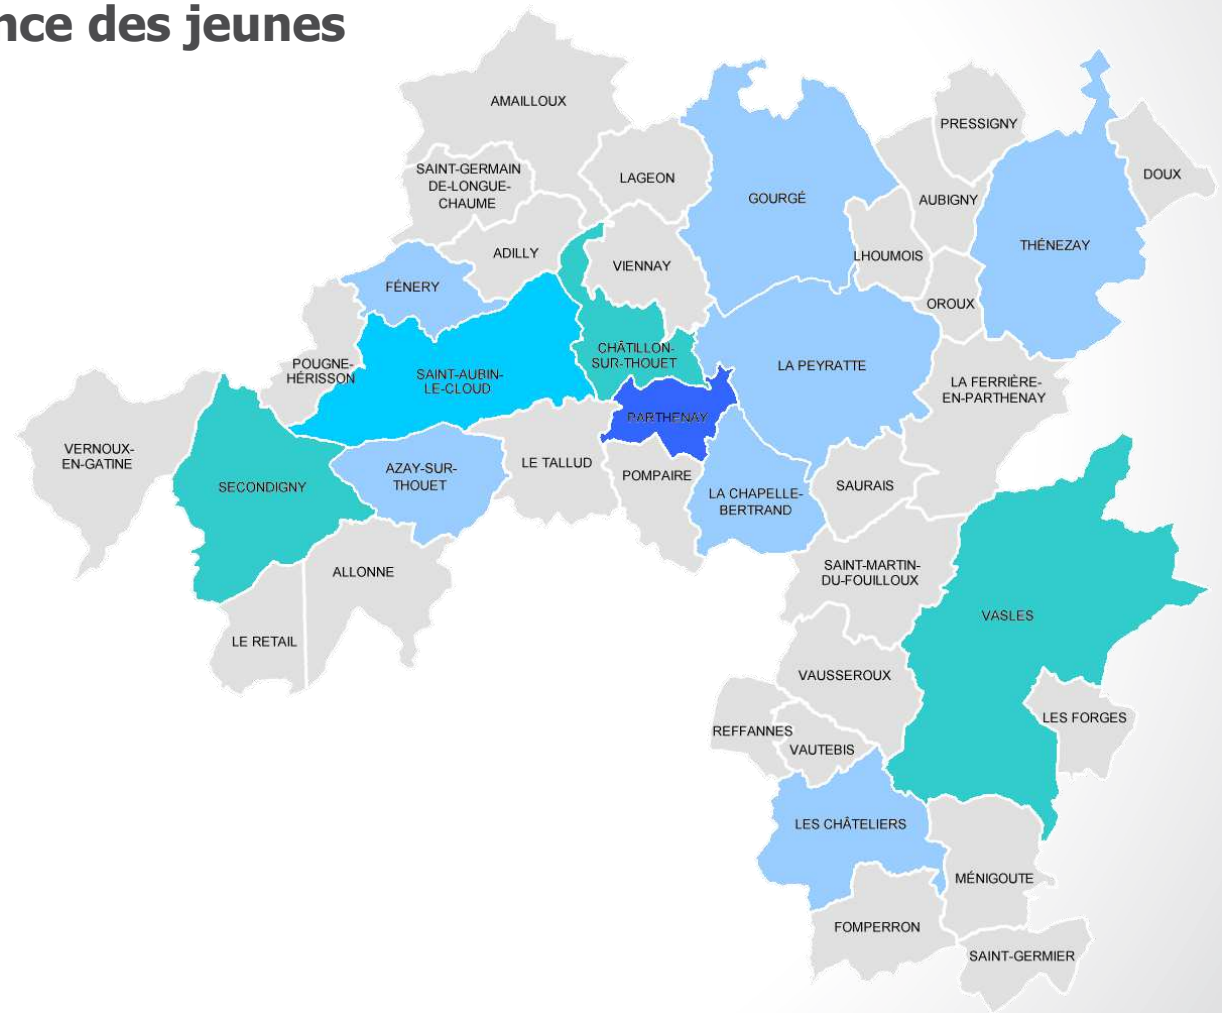 nce des jeunes
AMAILLOUX
PRESSIGNY
SAINT-GERMAIN
DE-LONGUE-
CHAUME
LAGEON
DOUX
GOURGÉ
AUBIGNY
ADILLY
VIENNAY
LHOUMOIS
THÉNEZAY
FÉNERY
OROUX
CHÂTILLON-
SUR-THOUET
POUGNE-
HÉRISSON
SAINT-AUBIN-
LE-CLOUD
LA PEYRATTE
LA FERRIÈRE-
EN-PARTHENAY
PARTHENAY
VERNOUX-
EN-GATINE
SECONDIGNY
AZAY-SUR-
THOUET
LE TALLUD
POMPAIRE
LA CHAPELLE-
BERTRAND
SAURAIS
ALLONNE
SAINT-MARTIN-
DU-FOUILLOUX
VASLES
LE RETAIL
VAUSSEROUX
LES FORGES
REFFANNES
VAUTEBIS
LES CHÂTELIERS
MÉNIGOUTE
FOMPERRON
SAINT-GERMIER